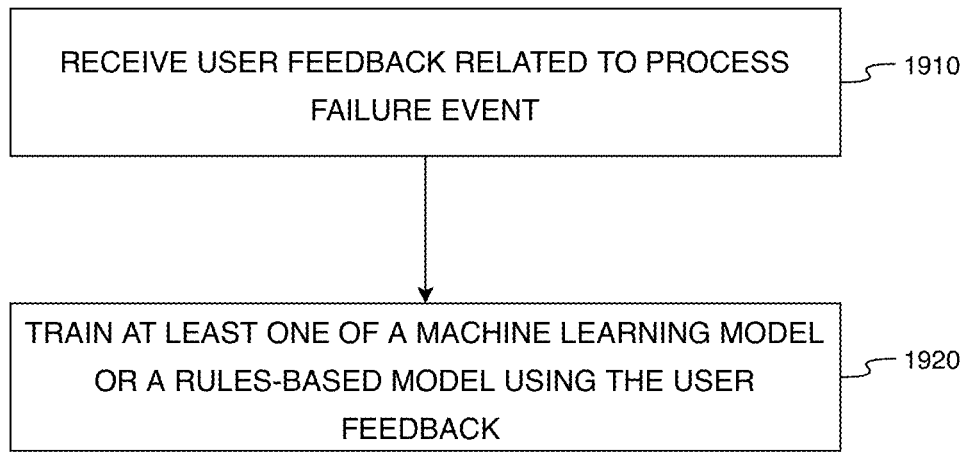 RECEIVE USER FEEDBACK RELATED TO PROCESS
FAILURE EVENT
1910
TRAIN AT LEAST ONE OF A MACHINE LEARNING MODEL
OR A RULES-BASED MODEL USING THE USER
FEEDBACK
1920